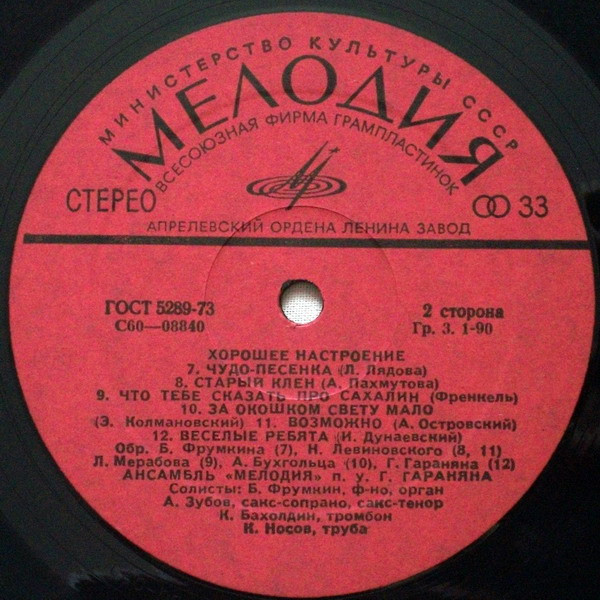 МИНИСТЕРСТВО КУЛЬТУРЫ СССР
МЕЛОДИЯ
ВСЕСОЮЗНАЯ ФИРМА ГРАМПЛАСТИНОК
СТЕРЕО 33
АПРЕЛЕВСКИЙ ОРДЕНА ЛЕНИНА ЗАВОД
ГОСТ 5289-73 2 сторона
С60—08840 Гр. 3. 1-90
ХОРОШЕЕ НАСТРОЕНИЕ
7. ЧУДО-ПЕСЕНКА (Л. Лядова)
8. СТАРЫЙ КЛЕН (А. Пахмутова)
9. ЧТО ТЕБЕ СКАЗАТЬ ПРО САХАЛИН (Френкель)
10. ЗА ОКОШКОМ СВЕТУ МАЛО
(Э. Колмановский) 11. ВОЗМОЖНО (А. Островский)
12. ВЕСЕЛЫЕ РЕБЯТА (И. Дунаевский)
Обр. Б. Фрумкина (7), Н. Левиновского (8, 11)
Л. Мерабова (9), А. Бухгольца (10), Г. Гараняна (12)
АНСАМБЛЬ «МЕЛОДИЯ» п. у. Г. ГАРАНЯНА
Солисты: Б. Фрумкин, ф-но, орган
А. Зубов, сакс-сопрано, сакс-тенор
К. Бахолдин, тромбон
К. Носов, труба